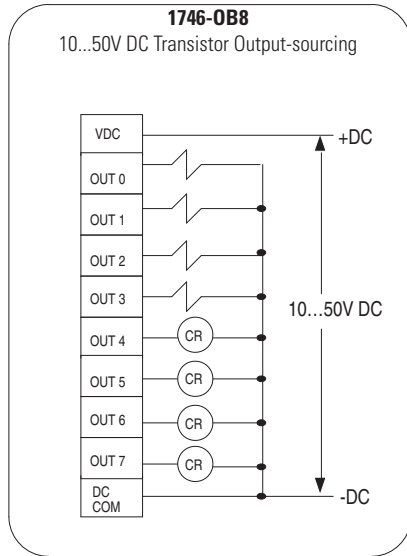 1746-OB8
10...50V DC Transistor Output-sourcing
VDC
+DC
OUT 0
OUT 1
OUT 2
OUT 3
10...50V DC
OUT 4
CR
OUT 5
CR
OUT 6
CR
OUT 7
CR
DC
COM
-DC